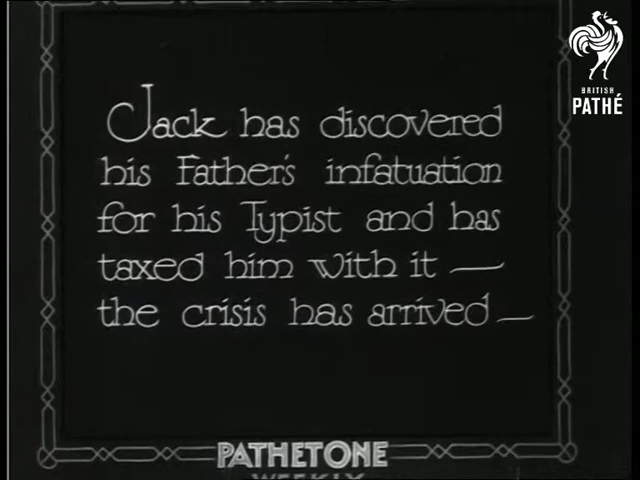 BRITISH
PATHÉ
Jack has discovered
his Father's infatuation
for his Typist and has
taxed him with it —
the crisis has arrived —
PATHETONE
WEEKLY